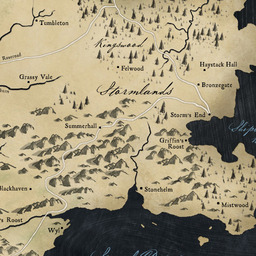 Tumbleton
Kingswood
Roseroad
Haystack Hall
Felwood
Grassy Vale
Bronzegate
Stormlands
Storm's End
Summerhall
Griffin's
Roost
Blackhaven
Stonehelm
Mistwood
Wyl